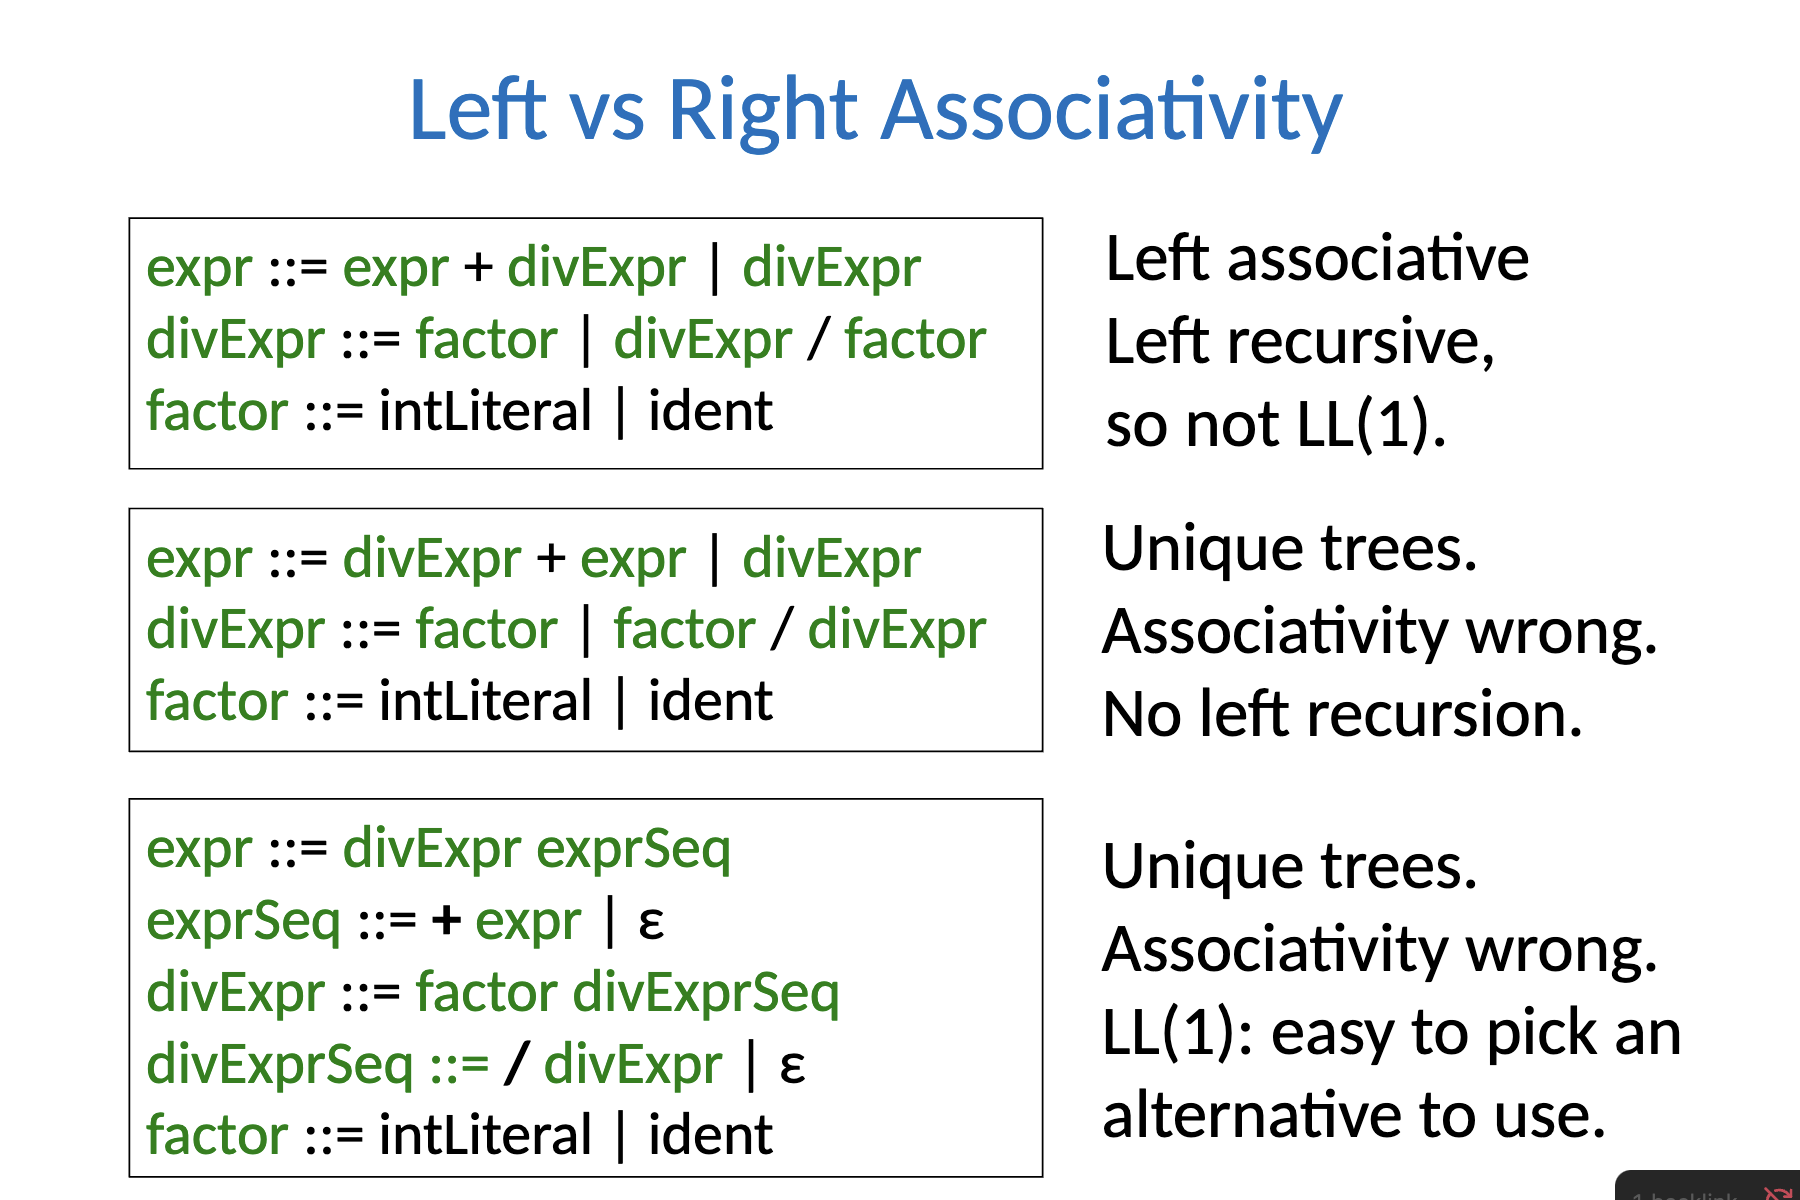 Left vs Right Associativity
expr ::= expr + divExpr | divExpr
divExpr ::= factor | divExpr / factor
factor ::= intLiteral | ident
Left associative
Left recursive,
so not LL(1).
expr ::= divExpr + expr | divExpr
divExpr ::= factor | factor / divExpr
factor ::= intLiteral | ident
Unique trees.
Associativity wrong.
No left recursion.
expr ::= divExpr exprSeq
exprSeq ::= + expr | ε
divExpr ::= factor divExprSeq
divExprSeq ::= / divExpr | ε
factor ::= intLiteral | ident
Unique trees.
Associativity wrong.
LL(1): easy to pick an
alternative to use.